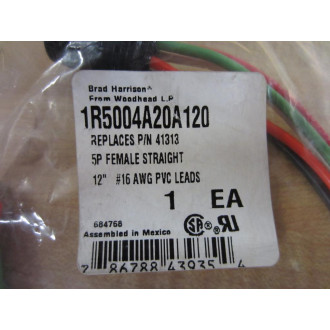 Brad Harrison^
From Woodhead L.P.
1R5004A20A120
REPLACES P/N 41313
5P FEMALE STRAIGHT
12" #16 AWG PVC LEADS
1 EA
684768
Assembled in Mexico
7 86788 43935 4